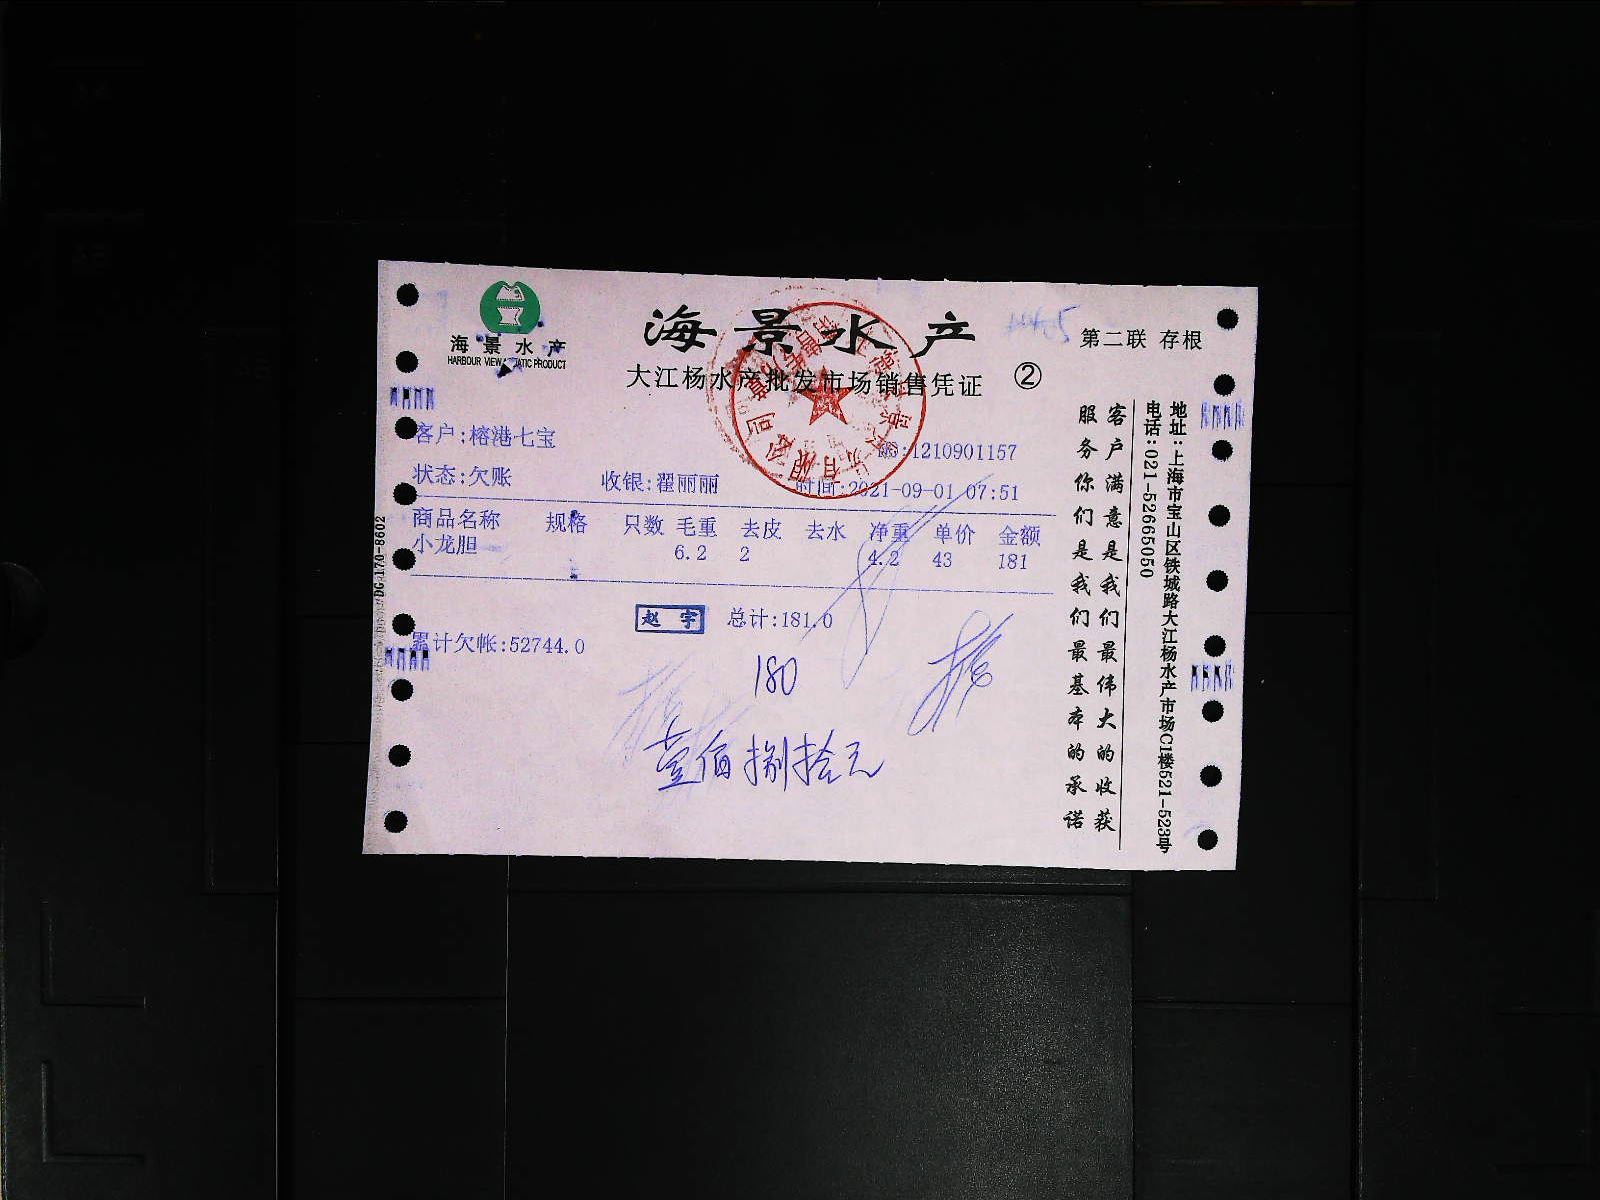 海景水产
HARBOUR VIEW AQUATIC PRODUCT
海景水产
第二联 存根
大江杨水产批发市场销售凭证 ②
客户:榕港七宝
:1210901157
状态:欠账 收银:翟丽丽 时间:2021-09-01 07:51
商品名称 规格 只数 毛重 去皮 去水 净重 单价 金额
小龙胆 6.2 2 4.2 43 181
赵宇 总计:181.0
累计欠帐:52744.0
180
壹佰捌拾元
客户满意是我们最伟大的收获
服务你们是我们最基本的承诺
地址:上海市宝山区铁城路大江杨水产市场C1楼521-523号
电话:021-52665050
DG-170-8602